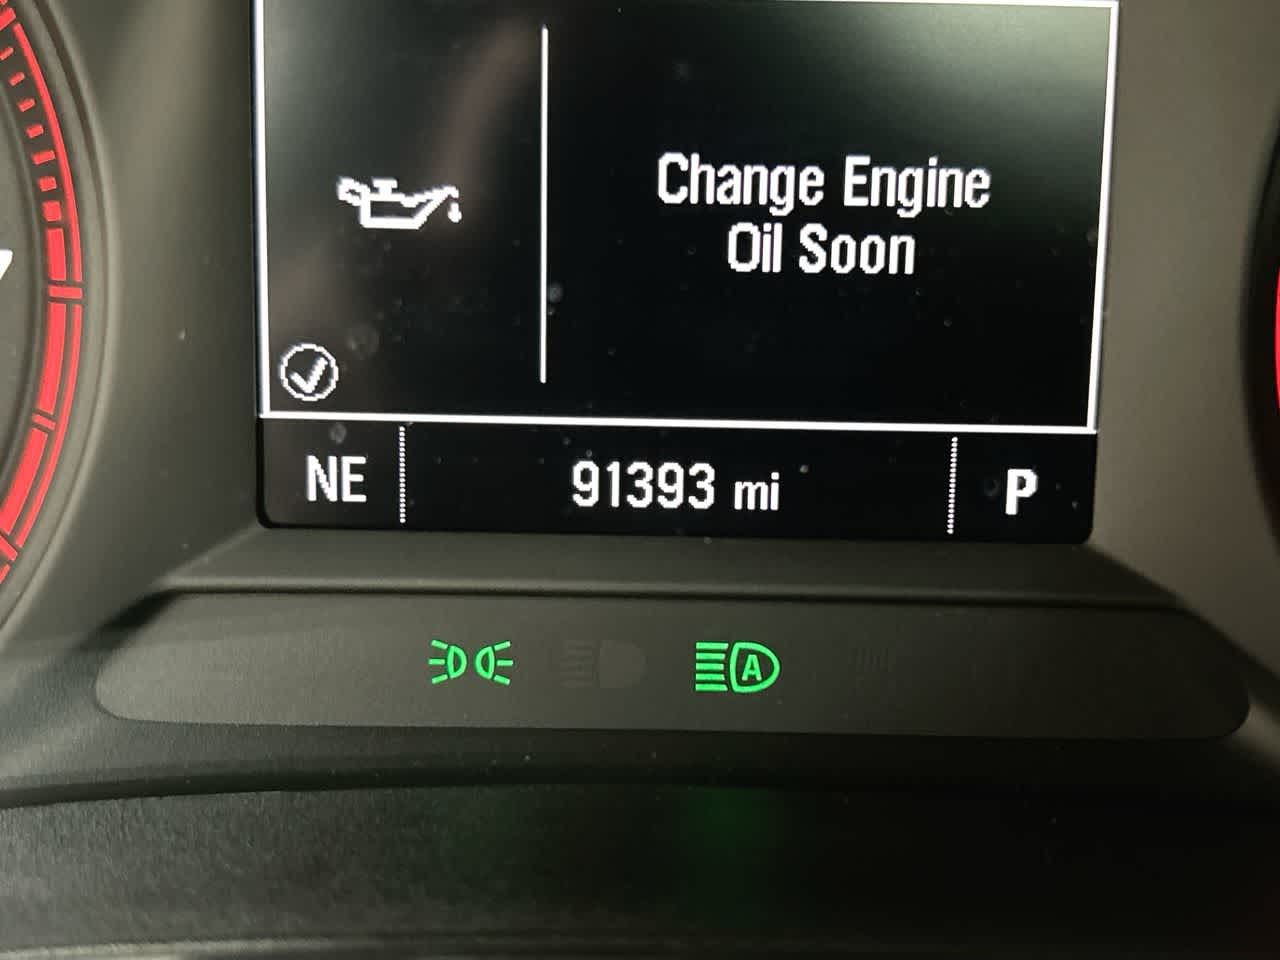 Change Engine
Oil Soon
NE
91393 mi
P
A